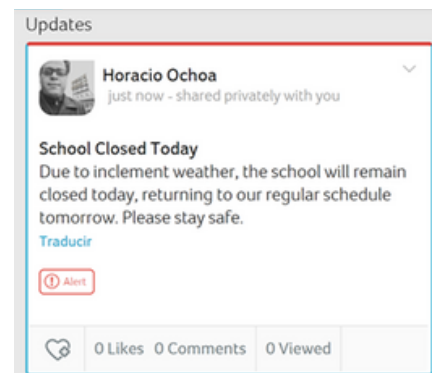 Updates
Horacio Ochoa
just now - shared privately with you
School Closed Today
Due to inclement weather, the school will remain
closed today, returning to our regular schedule
tomorrow. Please stay safe.
Traducir
Alert
0 Likes 0 Comments 0 Viewed